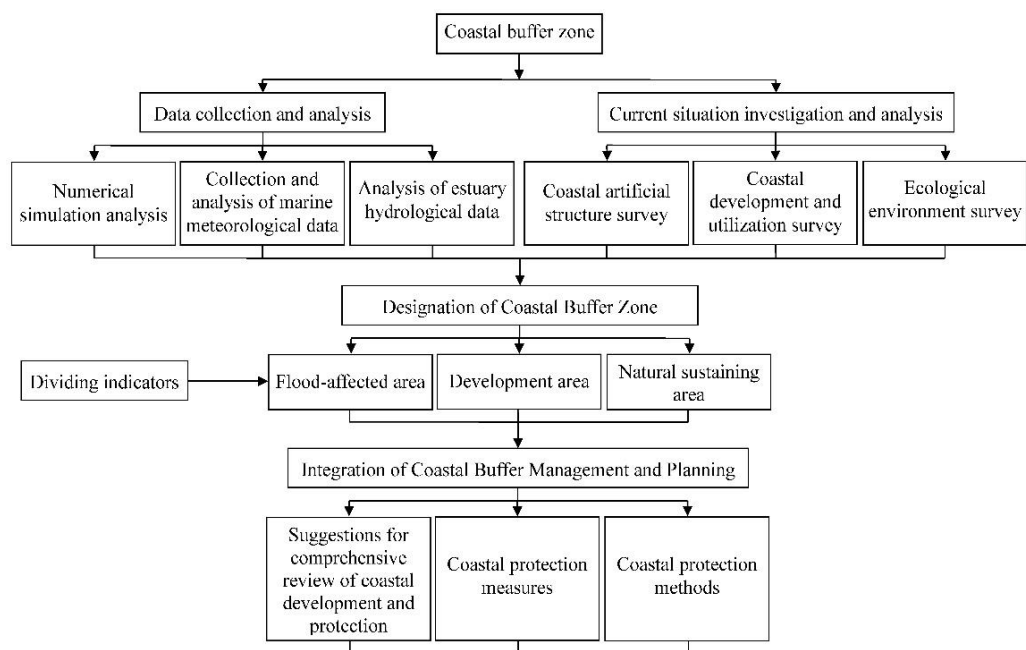 Coastal buffer zone
Data collection and analysis
Current situation investigation and analysis
Numerical
simulation analysis
Collection and
analysis of marine
meteorological data
Analysis of estuary
hydrological data
Coastal artificial
structure survey
Coastal
development and
utilization survey
Ecological
environment survey
Designation of Coastal Buffer Zone
Dividing indicators
Flood-affected area
Development area
Natural sustaining
area
Integration of Coastal Buffer Management and Planning
Suggestions for
comprehensive
review of coastal
development and
protection
Coastal protection
measures
Coastal protection
methods